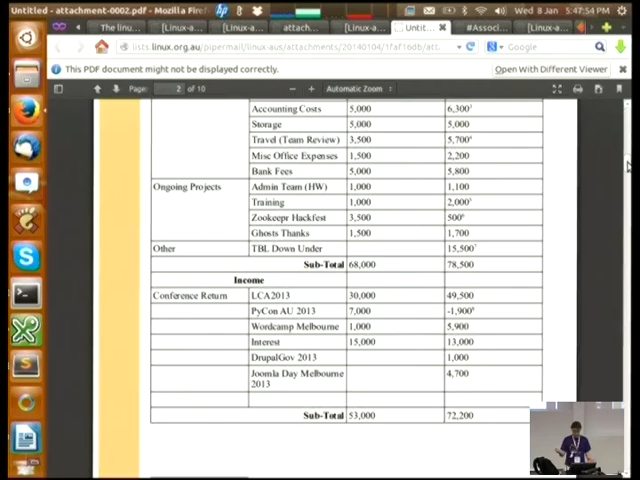 Untitled - attachment-0002.pdf - Mozilla Firef
Wed 8 Jan 5:47:54 PM
The linu...
[Linux-a...
[Linux-a...
attach...
[Linux-a...
Untit...
#Associ...
[Linux-a...
lists.linux.org.au/pipermail/linux-aus/attachments/20140104/1faf16db/att
Google
This PDF document might not be displayed correctly.
Open With Different Viewer
Page: 2 of 10
Automatic Zoom
Accounting Costs 5,000 6,300
Storage 5,000 5,000
Travel (Team Review) 3,500 5,700
Misc Office Expenses 1,500 2,200
Bank Fees 5,000 5,800
Ongoing Projects Admin Team (HW) 1,000 1,100
Training 1,000 2,000
Zookeepr Hackfest 3,500 500
Ghosts Thanks 1,500 1,700
Other TBL Down Under 15,500
Sub-Total 68,000 78,500
Income
Conference Return LCA2013 30,000 49,500
PyCon AU 2013 7,000 -1,900
Wordcamp Melbourne 1,000 5,900
Interest 15,000 13,000
DrupalGov 2013 1,000
Joomla Day Melbourne 4,700
2013
Sub-Total 53,000 72,200